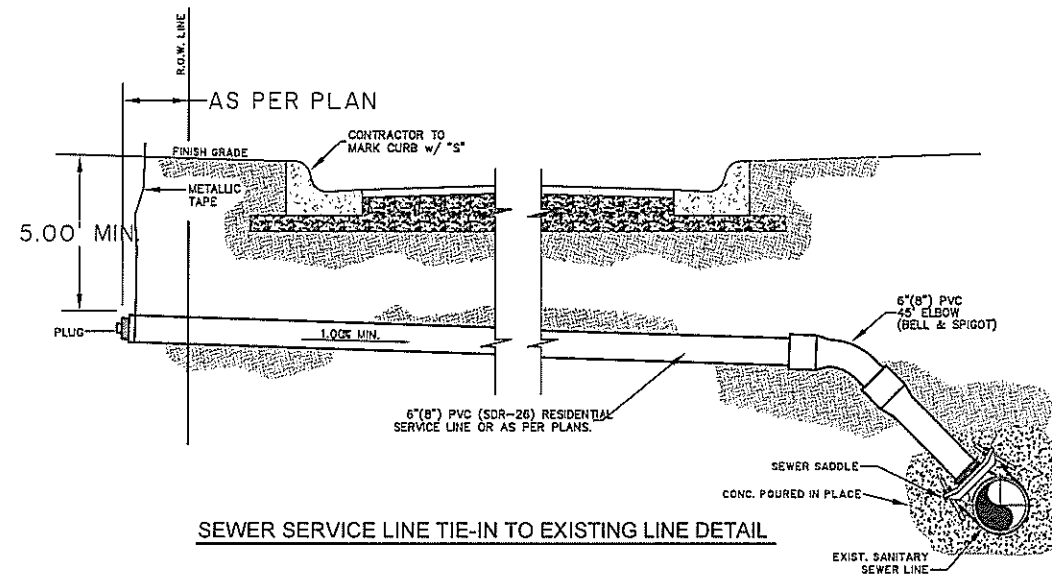 R.O.W. LINE
AS PER PLAN
CONTRACTOR TO
MARK CURB w/ "S"
FINISH GRADE
METALLIC
TAPE
5.00' MIN.
PLUG
1.00% MIN.
6"(8") PVC
45° ELBOW
(BELL & SPIGOT)
6"(8") PVC (SDR-26) RESIDENTIAL
SERVICE LINE OR AS PER PLANS.
SEWER SADDLE
CONC. POURED IN PLACE
SEWER SERVICE LINE TIE-IN TO EXISTING LINE DETAIL
EXIST. SANITARY
SEWER LINE